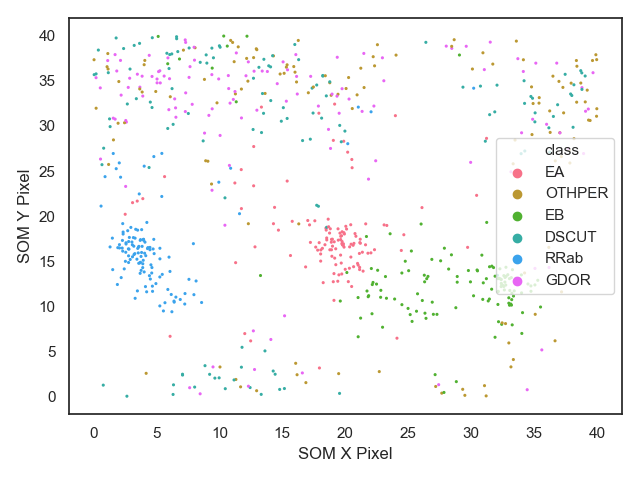 40
35
30
25
20
15
10
5
0
SOM Y Pixel
class
EA
OTHPER
EB
DSCUT
RRab
GDOR
0 5 10 15 20 25 30 35 40
SOM X Pixel